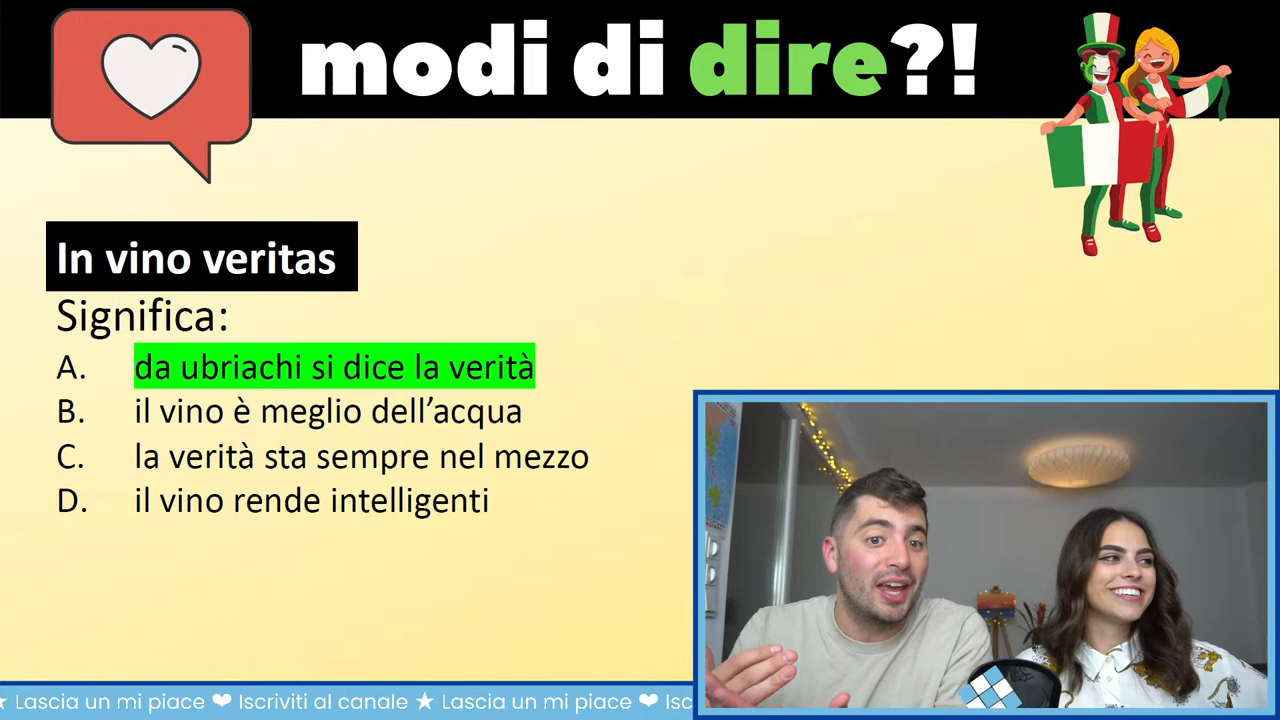 modi di dire?!
In vino veritas
Significa:
A. da ubriachi si dice la verità
B. il vino è meglio dell’acqua
C. la verità sta sempre nel mezzo
D. il vino rende intelligenti
★ Lascia un mi piace ❤ Iscriviti al canale ★ Lascia un mi piace ❤ Isc